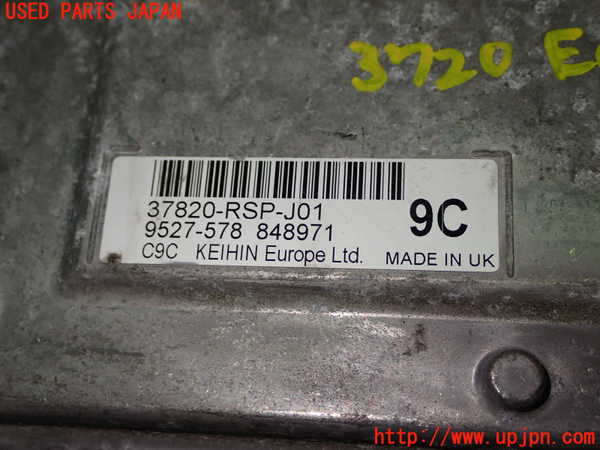 USED PARTS JAPAN
3720 E
37820-RSP-J01
9C
9527-578 848971
C9C KEIHIN Europe Ltd. MADE IN UK
http://www.upjpn.com/